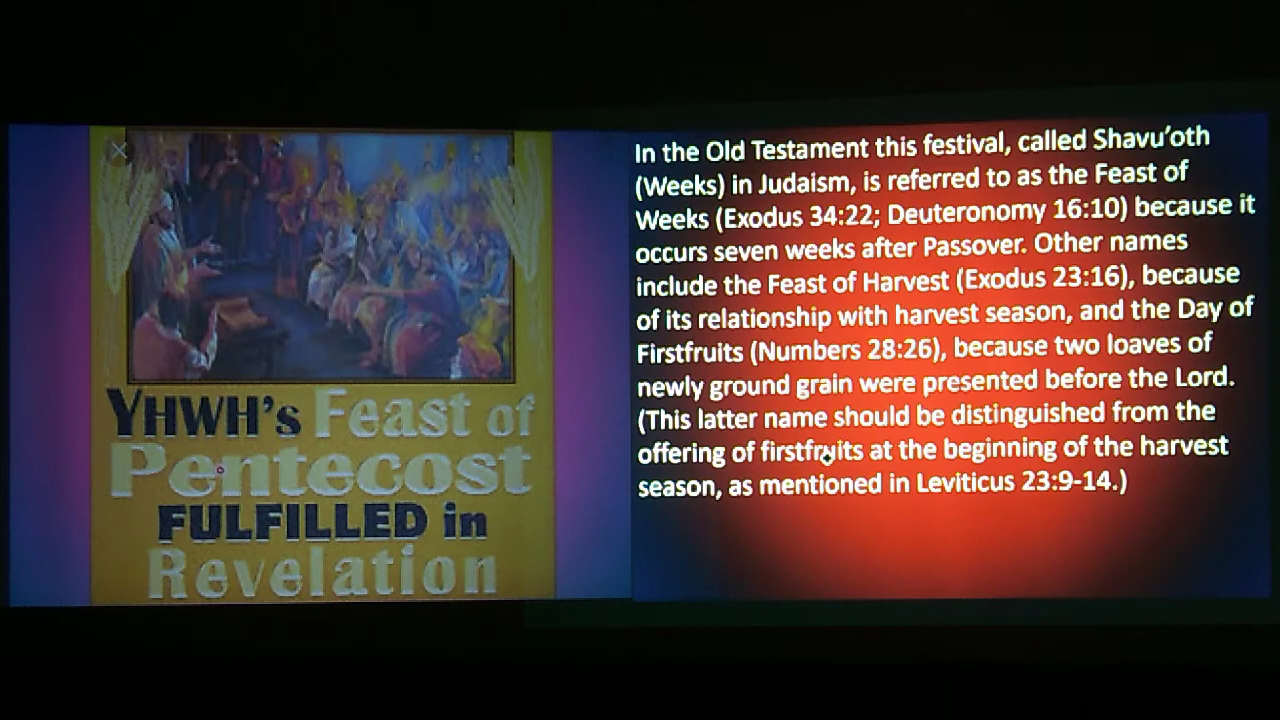 YHWH's Feast of
Pentecost
FULFILLED in
Revelation
In the Old Testament this festival, called Shavu'oth
(Weeks) in Judaism, is referred to as the Feast of
Weeks (Exodus 34:22; Deuteronomy 16:10) because it
occurs seven weeks after Passover. Other names
include the Feast of Harvest (Exodus 23:16), because
of its relationship with harvest season, and the Day of
Firstfruits (Numbers 28:26), because two loaves of
newly ground grain were presented before the Lord.
(This latter name should be distinguished from the
offering of firstfruits at the beginning of the harvest
season, as mentioned in Leviticus 23:9-14.)